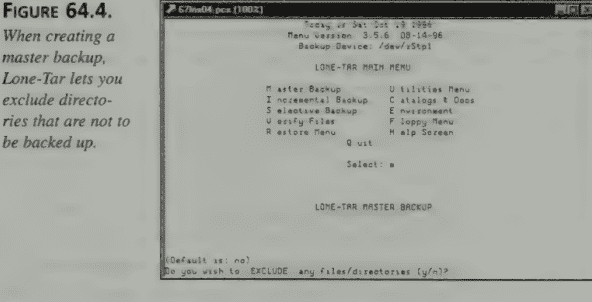 FIGURE 64.4.
When creating a
master backup,
Lone-Tar lets you
exclude directo-
ries that are not to
be backed up.
67lns04.pcx (100%)
Today is Sat Oct 19 1996
Menu Version 3.5.6 08-14-96
Backup Device: /dev/rStp1
LONE-TAR MAIN MENU
M aster Backup U tilities Menu
I ncremental Backup C atalogs & Docs
S elective Backup E nvironment
V erify Files F loppy Menu
R estore Menu H elp Screen
Q uit
Select: m
LONE-TAR MASTER BACKUP
(Default is: no)
Do you wish to EXCLUDE any files/directories (y/n)?